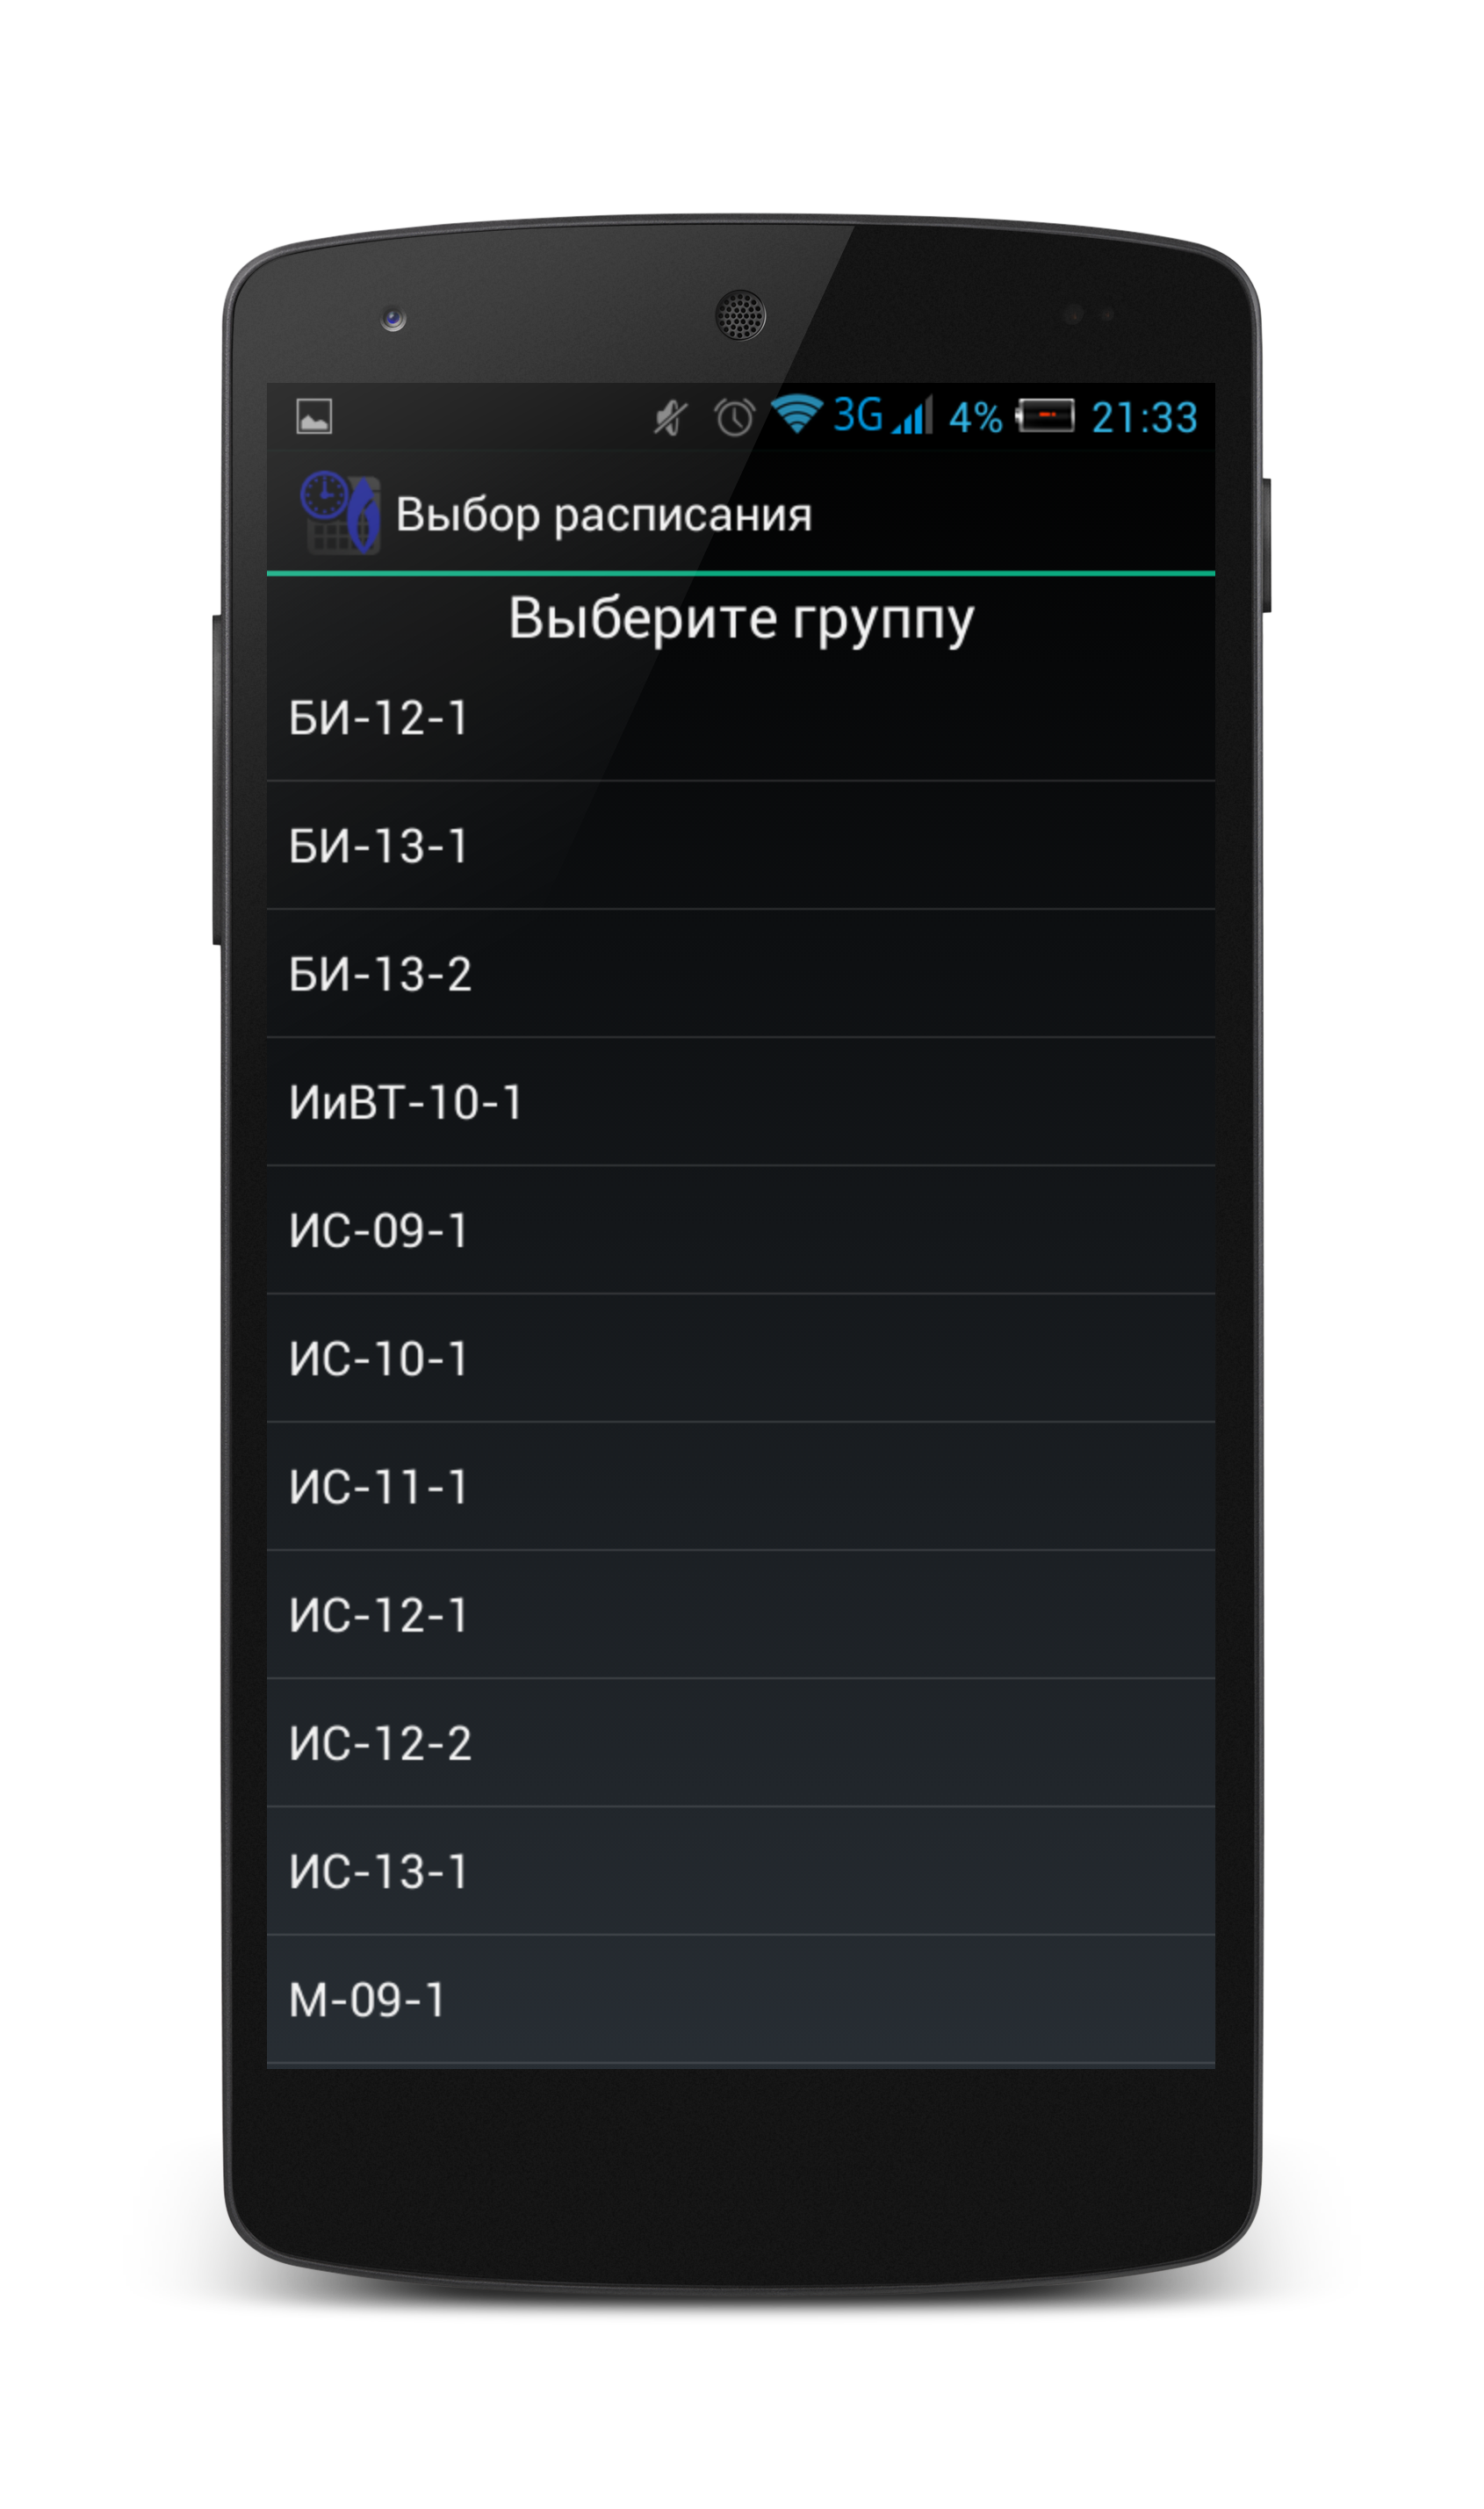 3G 4% 21:33
Выбор расписания
Выберите группу
БИ-12-1
БИ-13-1
БИ-13-2
ИиВТ-10-1
ИС-09-1
ИС-10-1
ИС-11-1
ИС-12-1
ИС-12-2
ИС-13-1
М-09-1